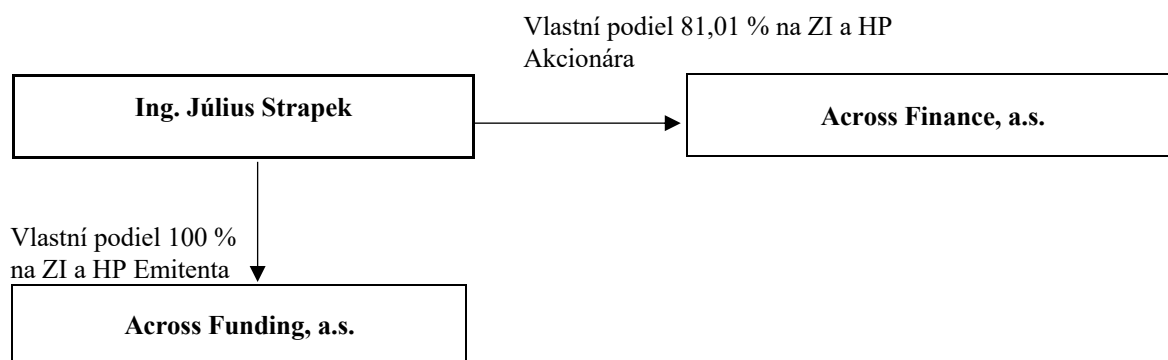 Vlastní podiel 81,01 % na ZI a HP
Akcionára
Ing. Július Strapek
Across Finance, a.s.
Vlastní podiel 100 %
na ZI a HP Emitenta
Across Funding, a.s.